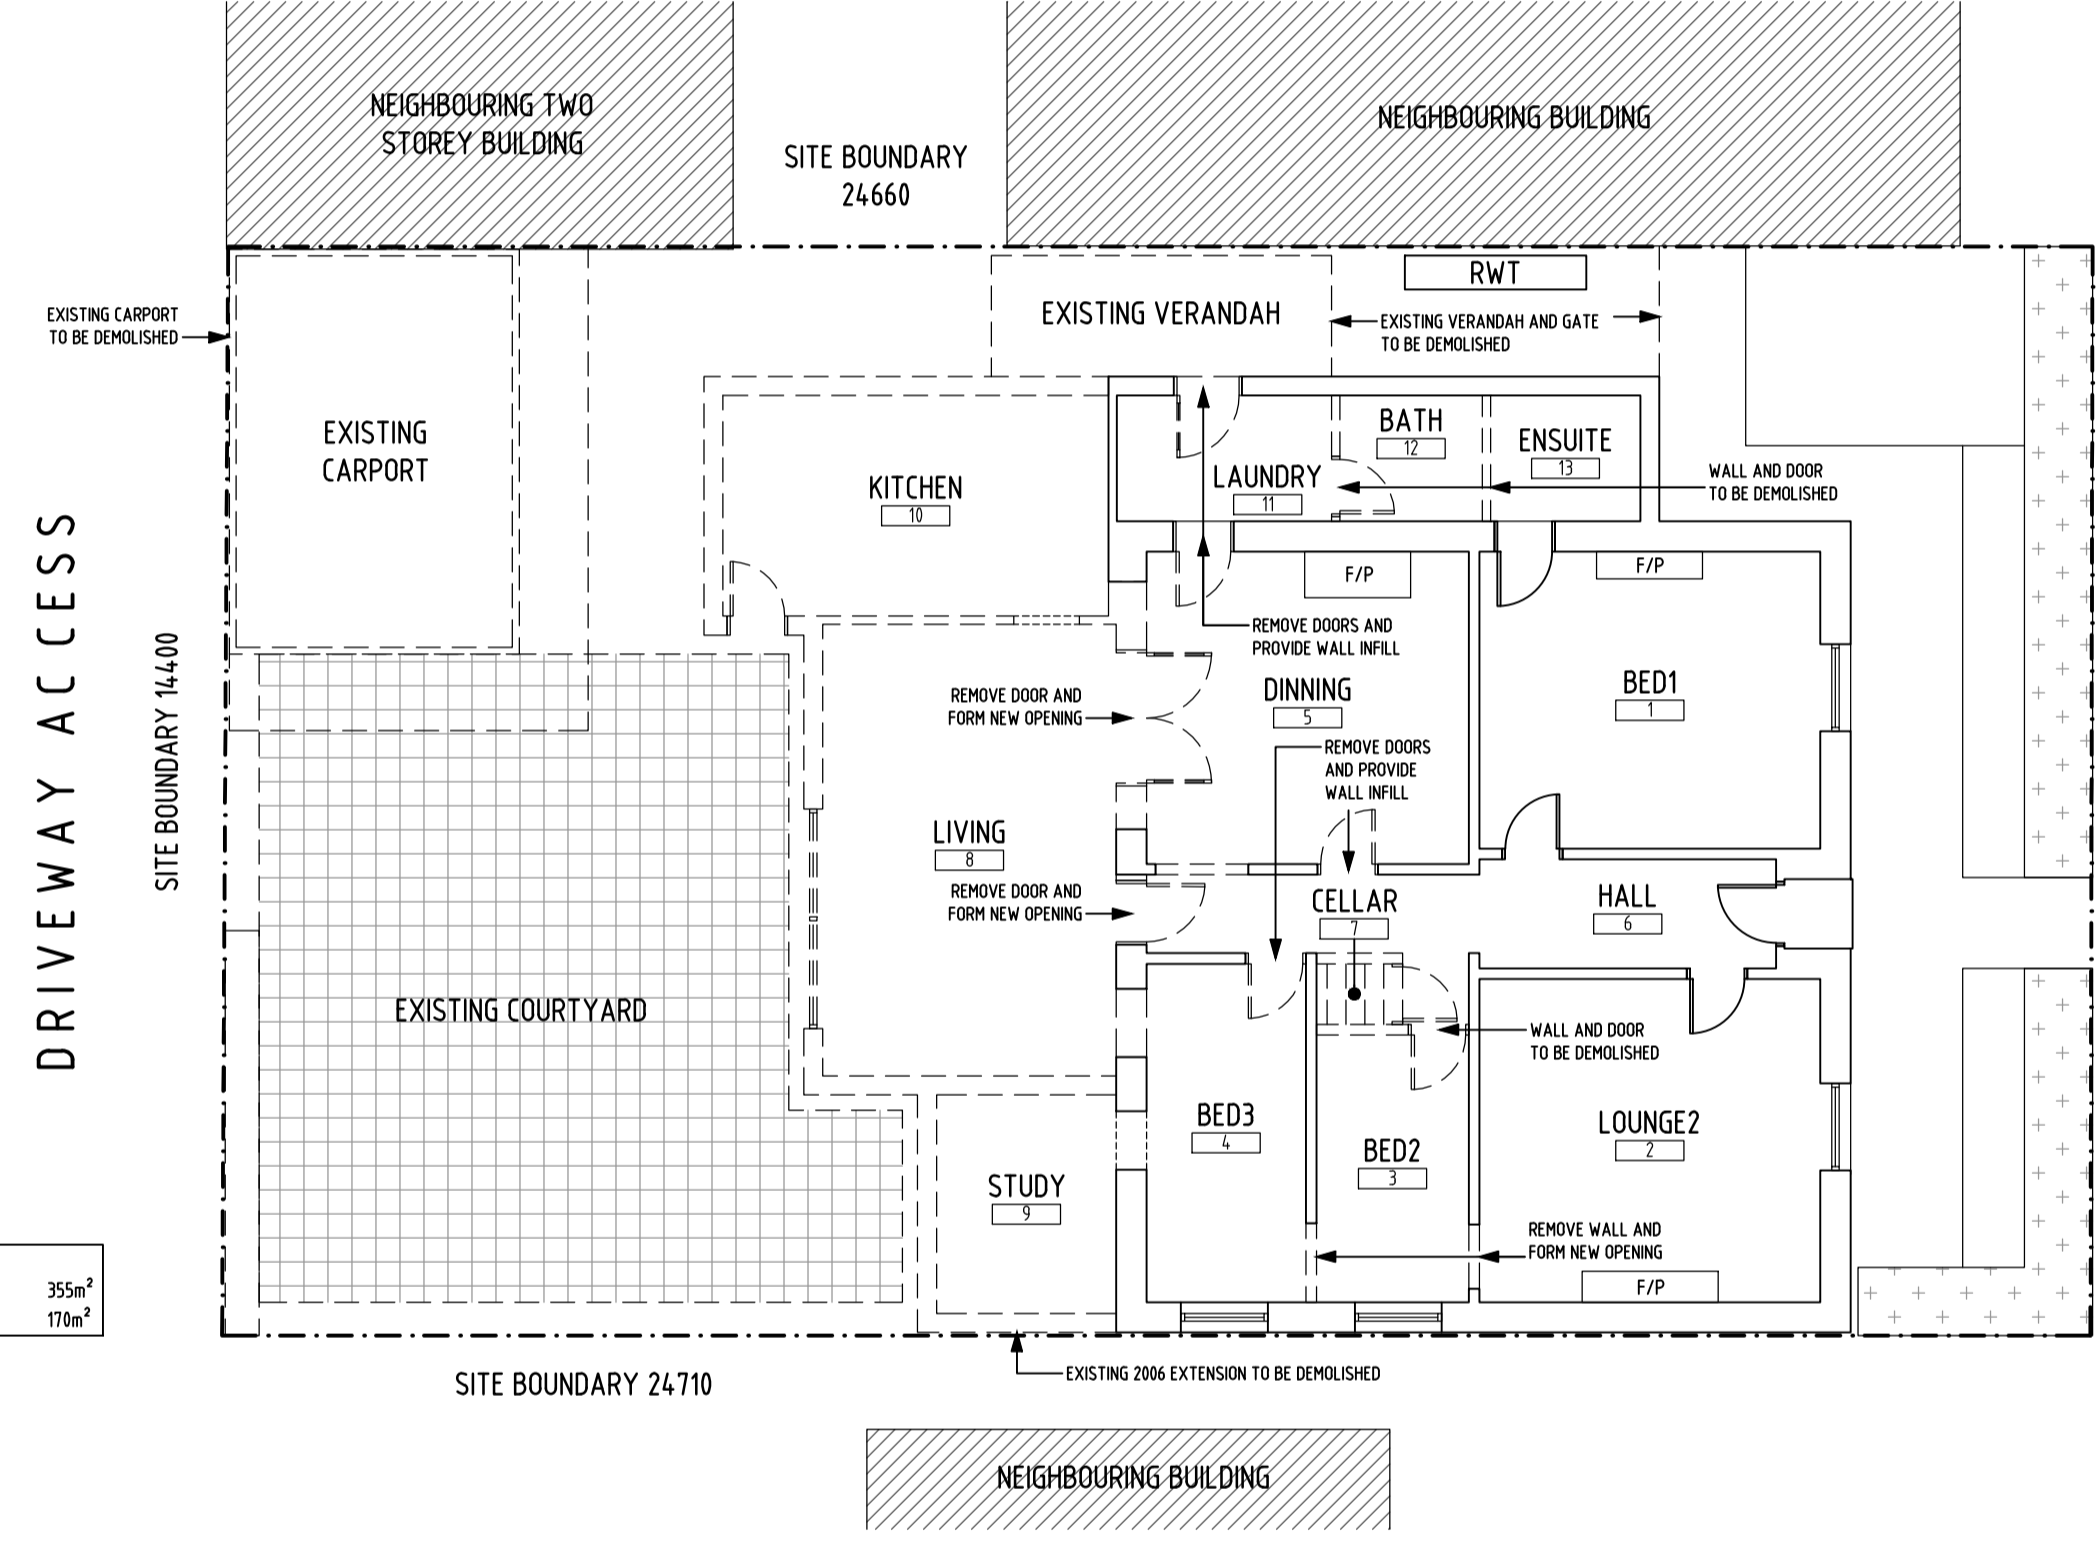 NEIGHBOURING TWO
STOREY BUILDING
NEIGHBOURING BUILDING
SITE BOUNDARY
24660
RWT
EXISTING VERANDAH
EXISTING VERANDAH AND GATE
TO BE DEMOLISHED
EXISTING CARPORT
TO BE DEMOLISHED
EXISTING
CARPORT
KITCHEN
10
LAUNDRY
11
BATH
12
ENSUITE
13
WALL AND DOOR
TO BE DEMOLISHED
F/P
F/P
REMOVE DOORS AND
PROVIDE WALL INFILL
DRIVEWAY ACCESS
SITE BOUNDARY 14400
REMOVE DOOR AND
FORM NEW OPENING
DINNING
5
BED1
1
REMOVE DOORS
AND PROVIDE
WALL INFILL
LIVING
8
REMOVE DOOR AND
FORM NEW OPENING
CELLAR
7
HALL
6
EXISTING COURTYARD
WALL AND DOOR
TO BE DEMOLISHED
BED3
4
BED2
3
LOUNGE2
2
STUDY
9
REMOVE WALL AND
FORM NEW OPENING
F/P
355m²
170m²
EXISTING 2006 EXTENSION TO BE DEMOLISHED
SITE BOUNDARY 24710
NEIGHBOURING BUILDING